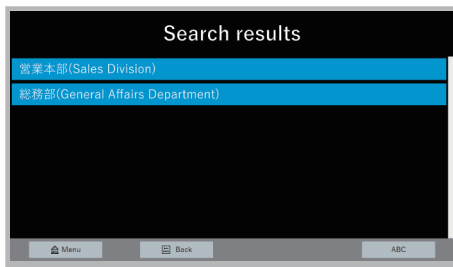 Search results
営業本部(Sales Division)
総務部(General Affairs Department)
Menu
Back
ABC